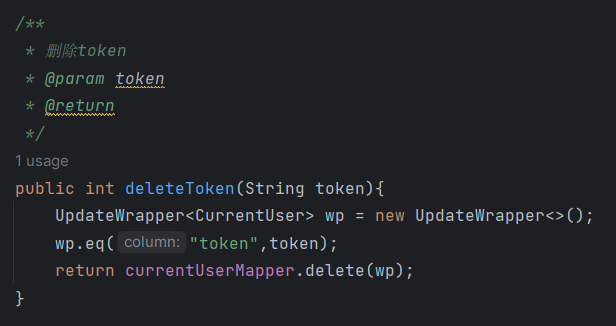 /**
 * 删除token
 * @param token
 * @return
 */
1 usage
public int deleteToken(String token){
    UpdateWrapper<CurrentUser> wp = new UpdateWrapper<>();
    wp.eq( column: "token",token);
    return currentUserMapper.delete(wp);
}